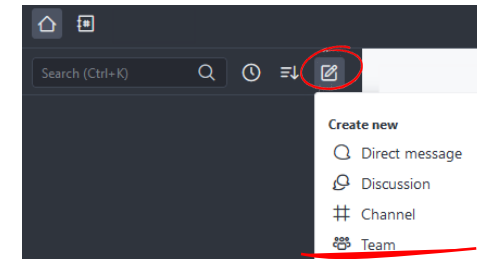 Search (Ctrl+K)
Create new
Direct message
Discussion
Channel
Team